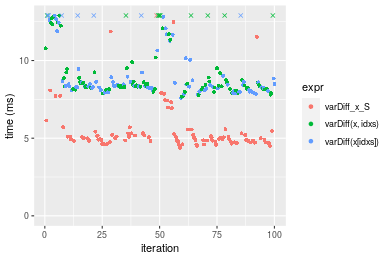 10
5
0
time (ms)
0
25
50
75
100
iteration
expr
varDiff_x_S
varDiff(x, idxs)
varDiff(x[idxs])